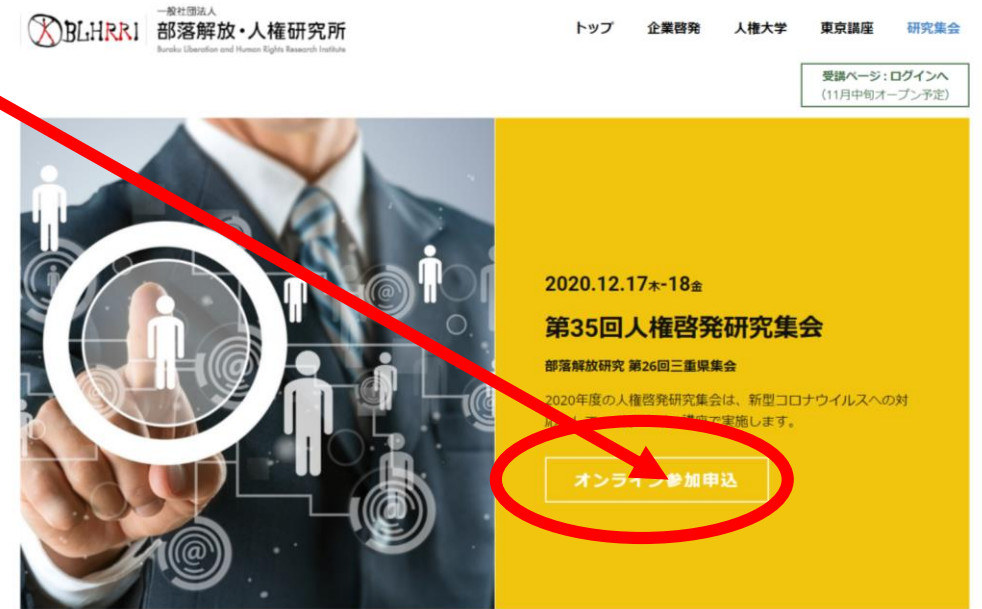 BLHRRI
一般社団法人
部落解放・人権研究所
Buraku Liberation and Human Rights Research Institute
トップ 企業啓発 人権大学 東京講座 研究集会
受講ページ：ログインへ
（11月中旬オープン予定）
2020.12.17木-18金
第35回人権啓発研究集会
部落解放研究 第26回三重県集会
2020年度の人権啓発研究集会は、新型コロナウイルスへの対
講座で実施します。
オンライン参加申込